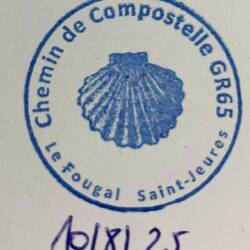 Chemin de Compostelle GR65
Le Fougal Saint-Jeures
10/8/25